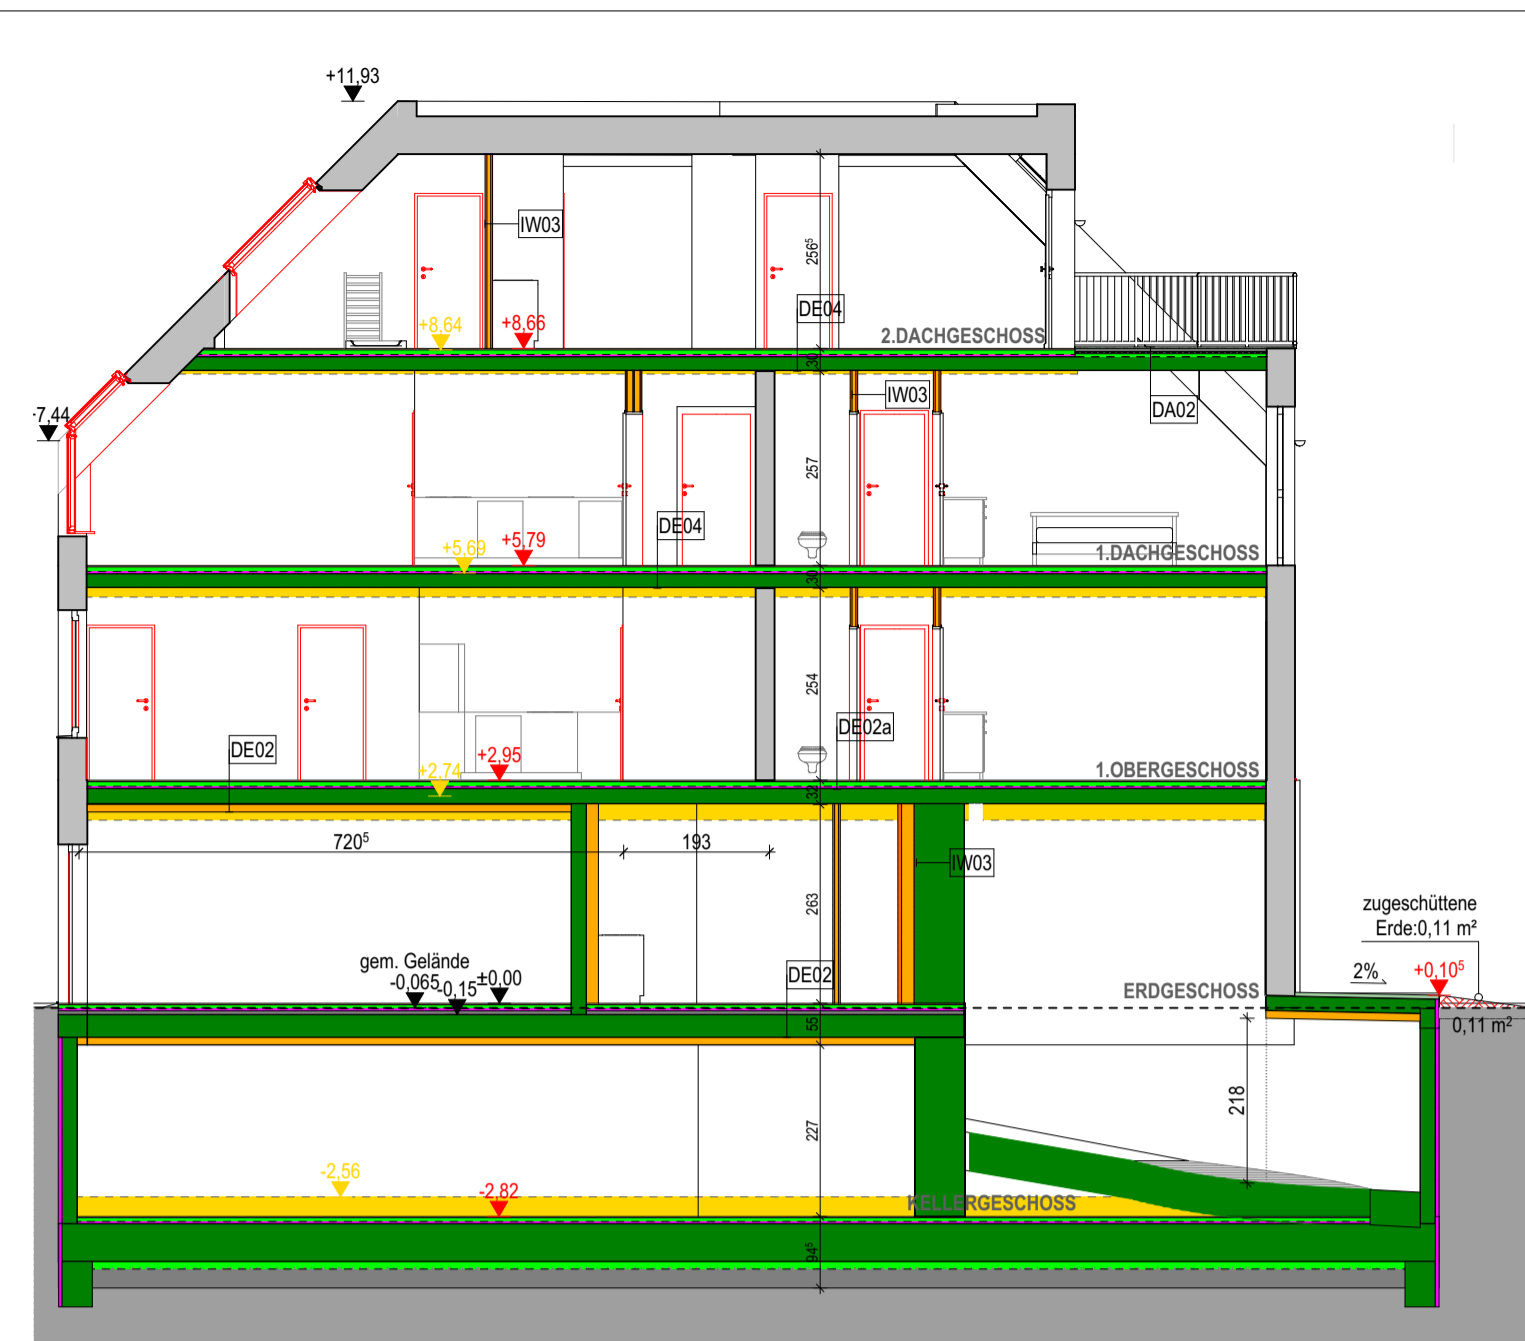 +11,93
IW03
256⁵
DE04
+8,64
+8,66
2.DACHGESCHOSS
30
-7,44
IW03
DA02
257
DE04
+5,69
+5,79
1.DACHGESCHOSS
30
254
DE02a
DE02
+2,95
+2,74
1.OBERGESCHOSS
32
720⁵
193
IW03
263
zugeschüttene
Erde:0,11 m²
gem. Gelände
-0,065
-0,15
±0,00
DE02
2%
+0,10⁵
ERDGESCHOSS
55
0,11 m²
218
227
-2,56
-2,82
KELLERGESCHOSS
94⁵